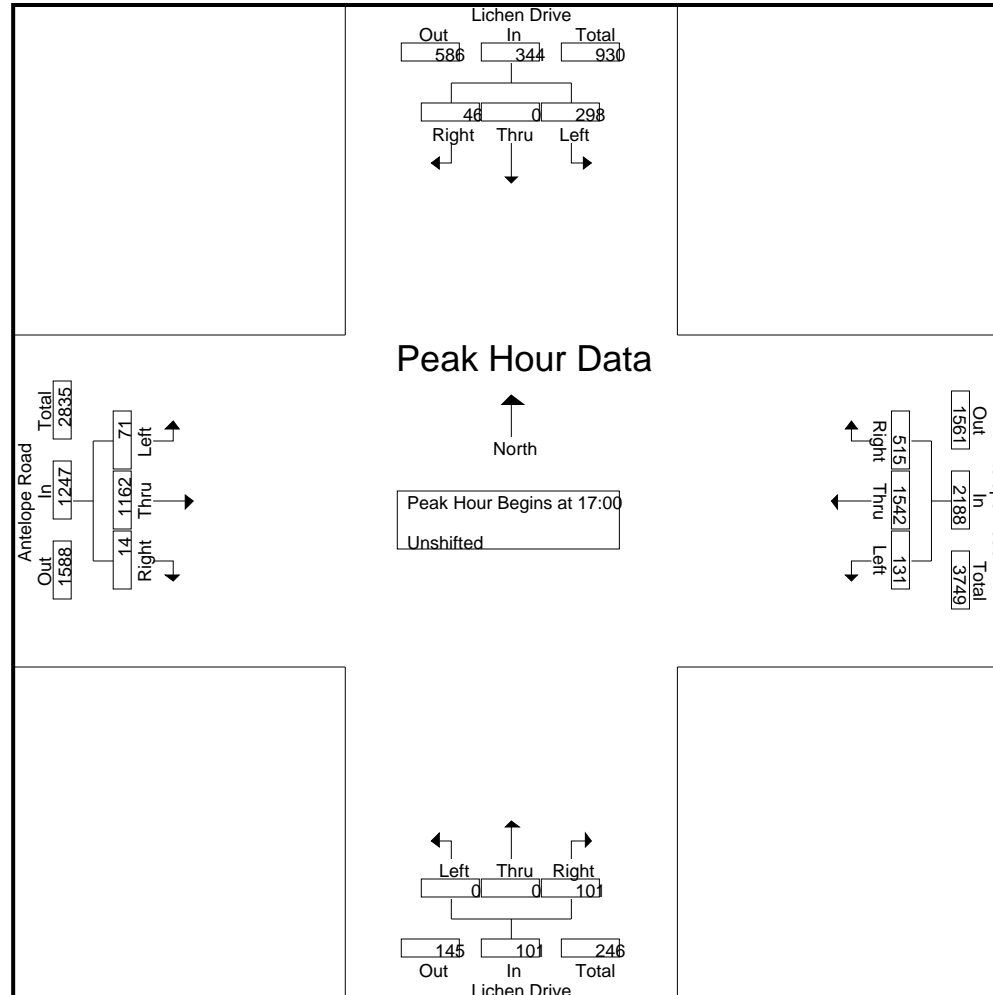 Lichen Drive
Out In Total
586 344 930
46 0 298
Right Thru Left
Peak Hour Data
North
Peak Hour Begins at 17:00
Unshifted
Antelope Road
Total In Out
2835 1247 1588
71 1162 14
Left Thru Right
Right Thru Left
515 1542 131
1561 2188 3749
Out In Total
Left Thru Right
0 0 101
145 101 246
Out In Total
Lichen Drive